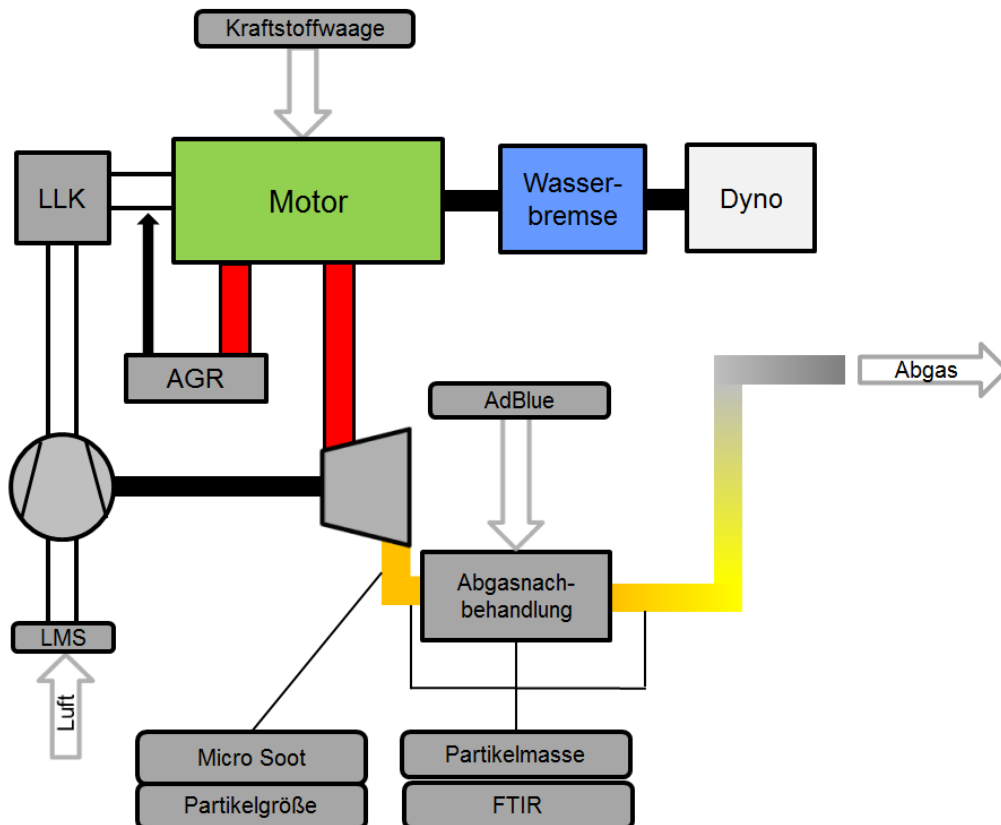 Kraftstoffwaage
LLK
Motor
Wasser-
bremse
Dyno
AGR
Abgas
AdBlue
Abgasnach-
behandlung
LMS
Luft
Micro Soot
Partikelgröße
Partikelmasse
FTIR